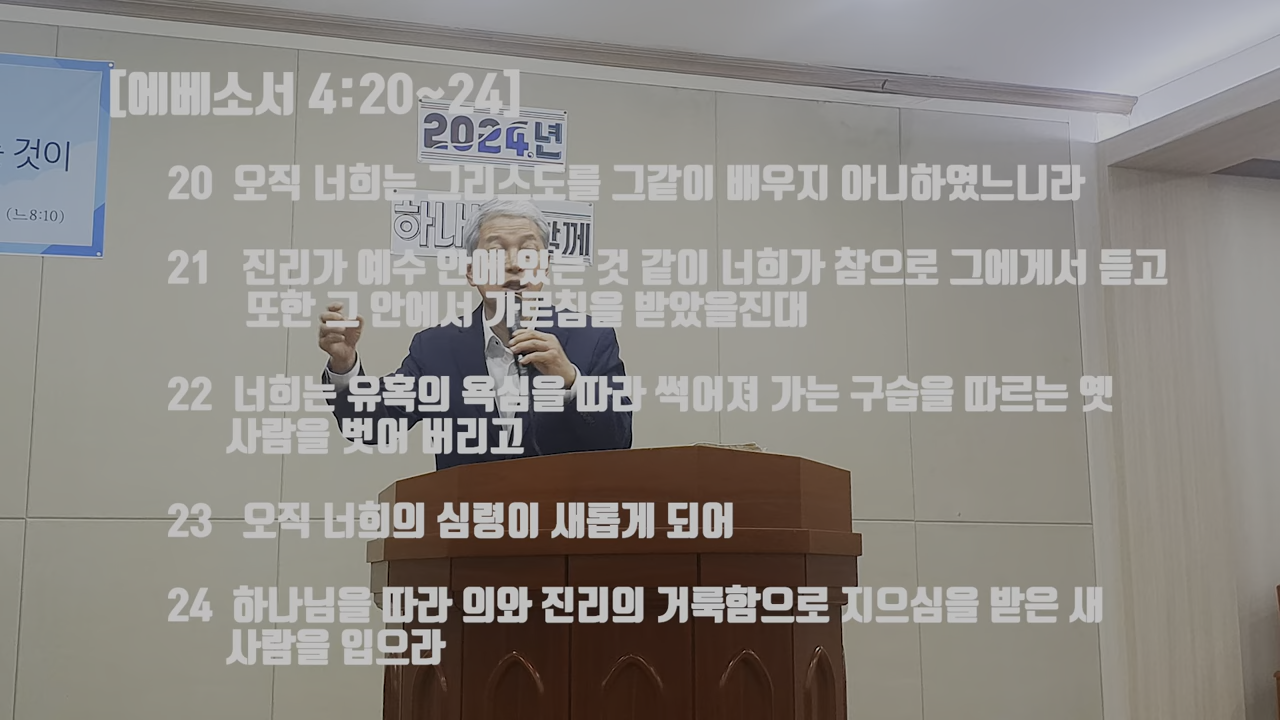 [에베소서 4:20~24]
2024.년
것이
(느8:10)
20 오직 너희는 그리스도를 그같이 배우지 아니하였느니라
하나
함께
21 진리가 예수 안에 있는 것 같이 너희가 참으로 그에게서 듣고
또한 그 안에서 가르침을 받았을진대
22 너희는 유혹의 욕심을 따라 썩어져 가는 구습을 따르는 옛
사람을 벗어 버리고
23 오직 너희의 심령이 새롭게 되어
24 하나님을 따라 의와 진리의 거룩함으로 지으심을 받은 새
사람을 입으라